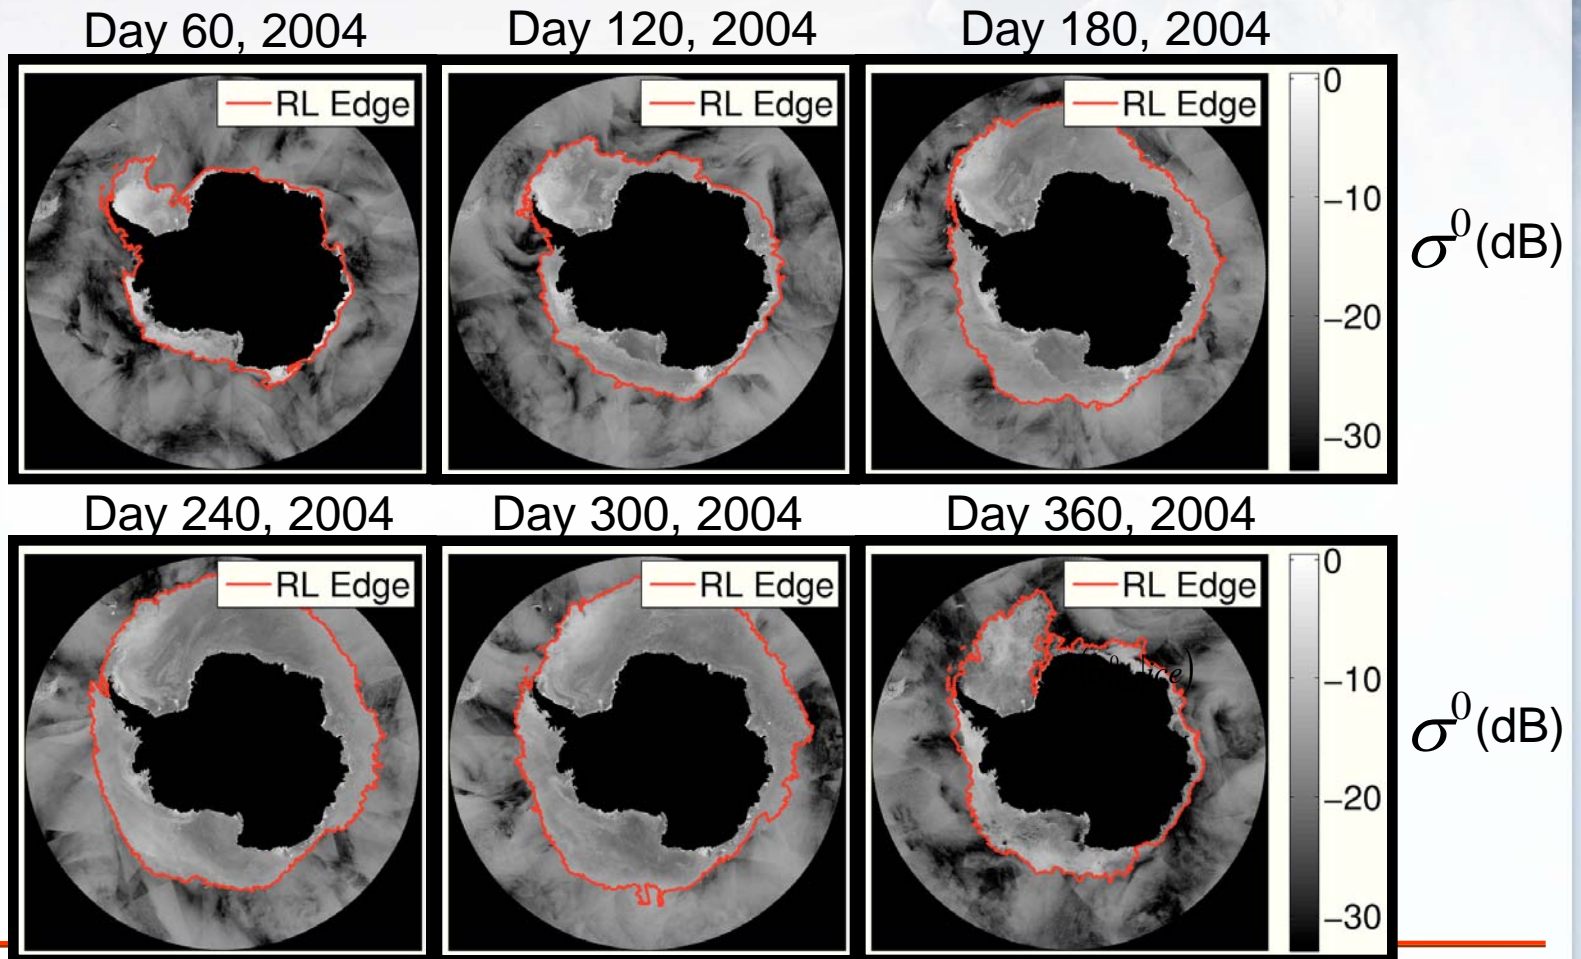 Day 60, 2004 Day 120, 2004 Day 180, 2004
RL Edge RL Edge RL Edge
0
−10
−20
−30
σ⁰(dB)
Day 240, 2004 Day 300, 2004 Day 360, 2004
RL Edge RL Edge RL Edge
0
−10
−20
−30
σ⁰(dB)
ice)